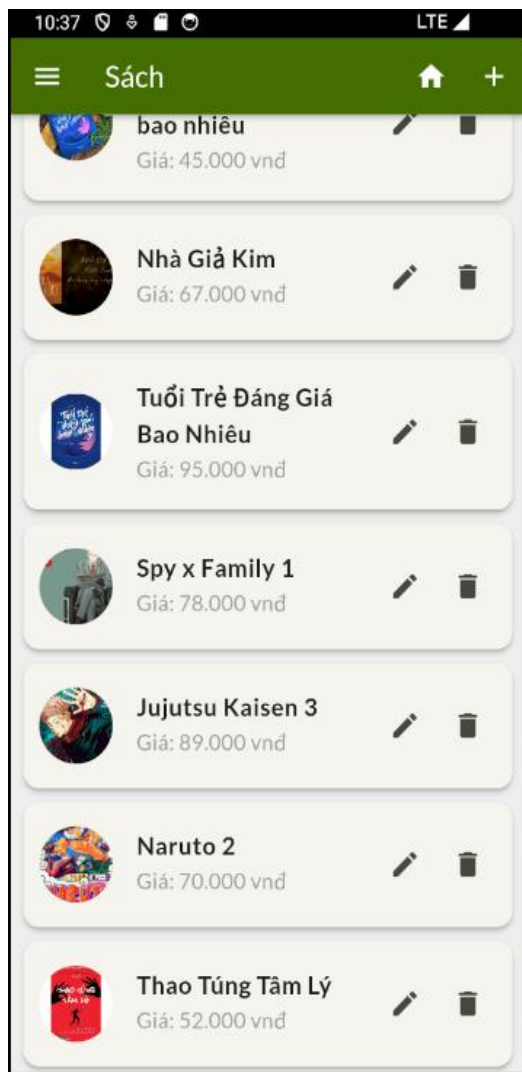 10:37
LTE
Sách
bao nhiêu
Giá: 45.000 vnđ
Nhà Giả Kim
Giá: 67.000 vnđ
Tuổi Trẻ Đáng Giá
Bao Nhiêu
Giá: 95.000 vnđ
Spy x Family 1
Giá: 78.000 vnđ
Jujutsu Kaisen 3
Giá: 89.000 vnđ
Naruto 2
Giá: 70.000 vnđ
Thao Túng Tâm Lý
Giá: 52.000 vnđ